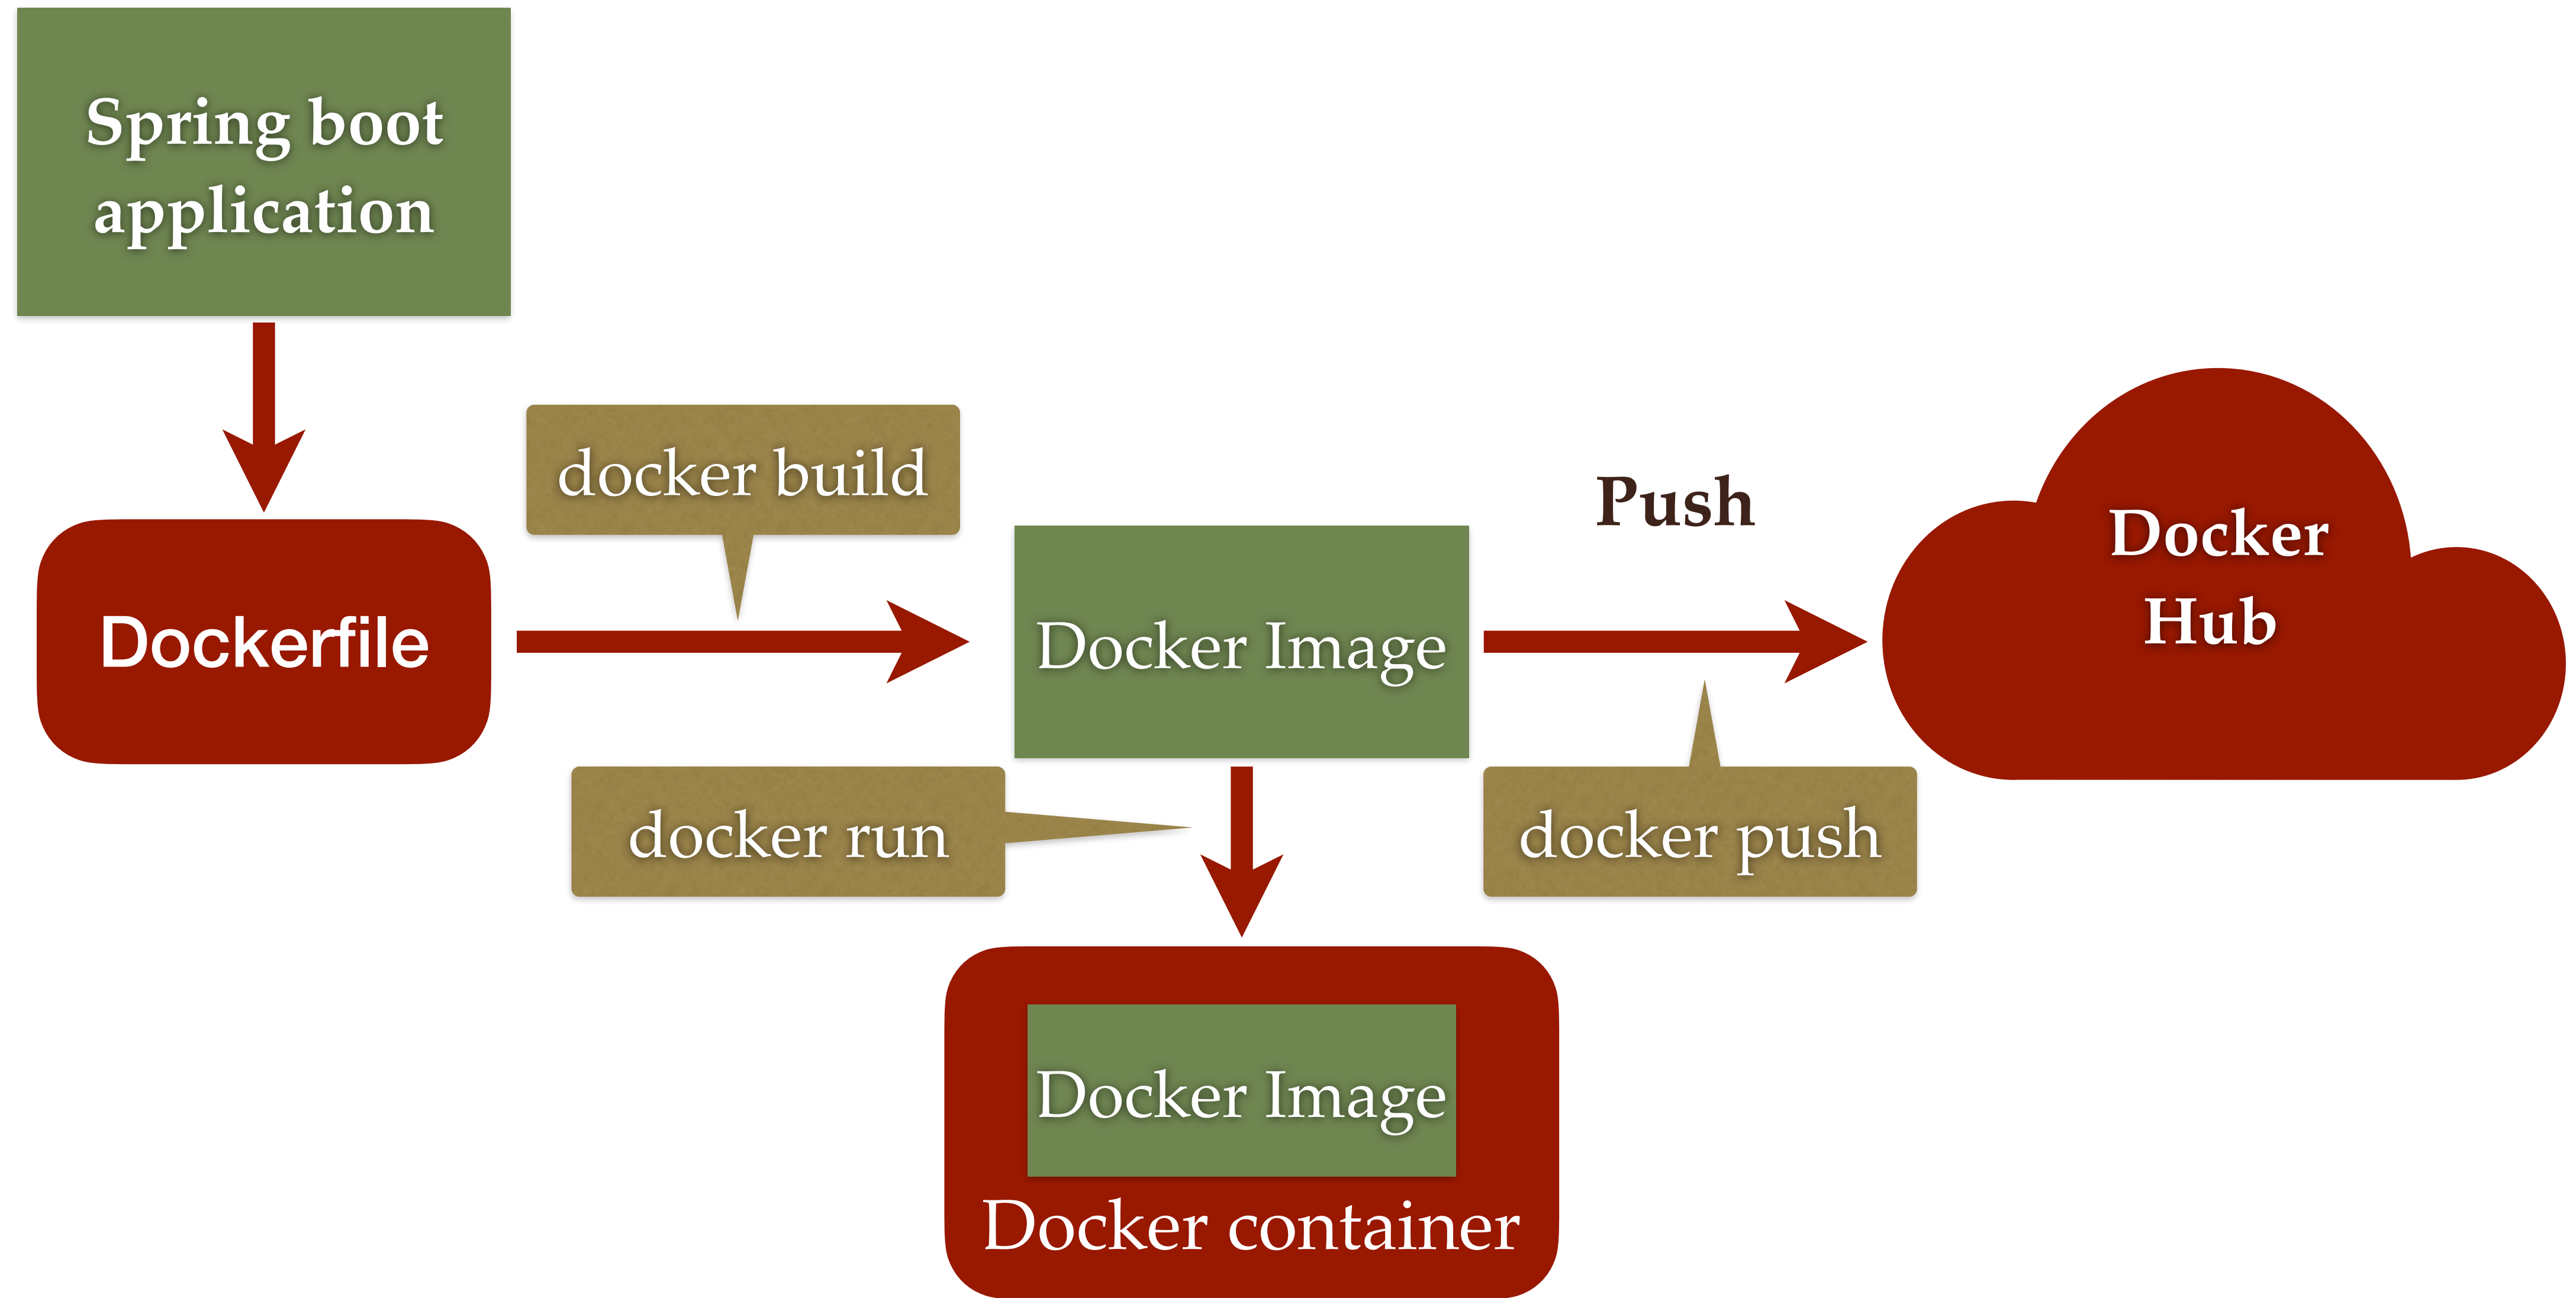 Spring boot
application
docker build
Push
Docker
Hub
Dockerfile
Docker Image
docker run
docker push
Docker Image
Docker container